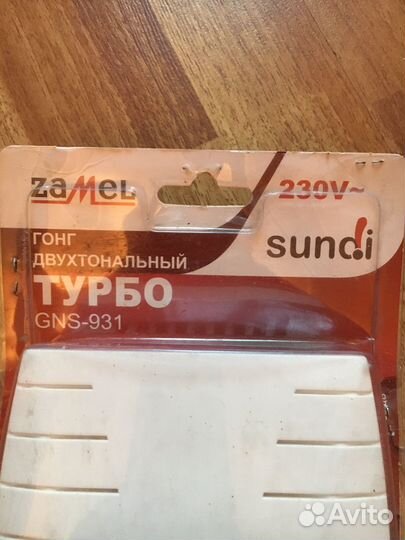 ZAMEL
230V~
sundi
ГОНГ
ДВУХТОНАЛЬНЫЙ
ТУРБО
GNS-931
Avito